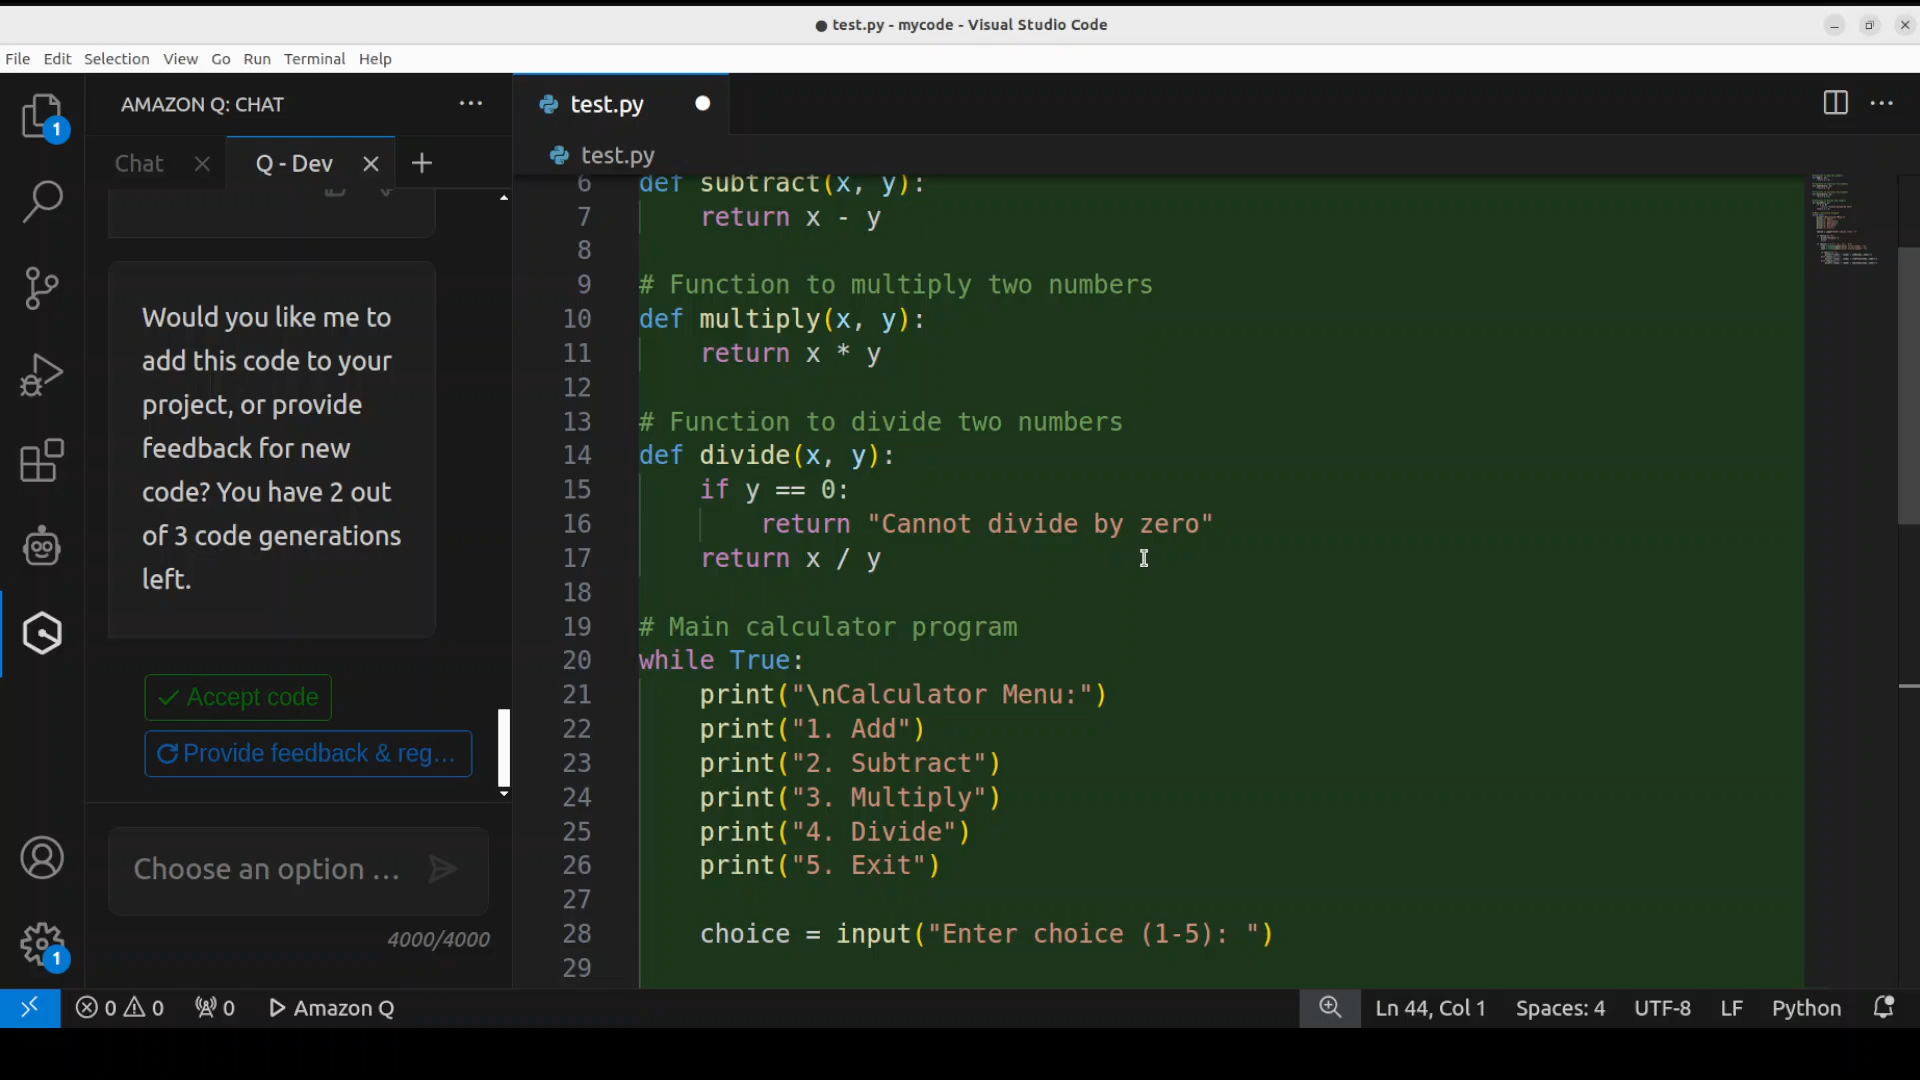 ● test.py - mycode - Visual Studio Code
File Edit Selection View Go Run Terminal Help
1
AMAZON Q: CHAT
Chat
Q - Dev
Would you like me to
add this code to your
project, or provide
feedback for new
code? You have 2 out
of 3 code generations
left.
Accept code
Provide feedback & reg...
Choose an option ...
4000/4000
1
test.py
test.py
6 def subtract(x, y):
7 return x - y
8
9 # Function to multiply two numbers
10 def multiply(x, y):
11 return x * y
12
13 # Function to divide two numbers
14 def divide(x, y):
15 if y == 0:
16 return "Cannot divide by zero"
17 return x / y
18
19 # Main calculator program
20 while True:
21 print("\nCalculator Menu:")
22 print("1. Add")
23 print("2. Subtract")
24 print("3. Multiply")
25 print("4. Divide")
26 print("5. Exit")
27
28 choice = input("Enter choice (1-5): ")
29
0 0 0 Amazon Q Ln 44, Col 1 Spaces: 4 UTF-8 LF Python